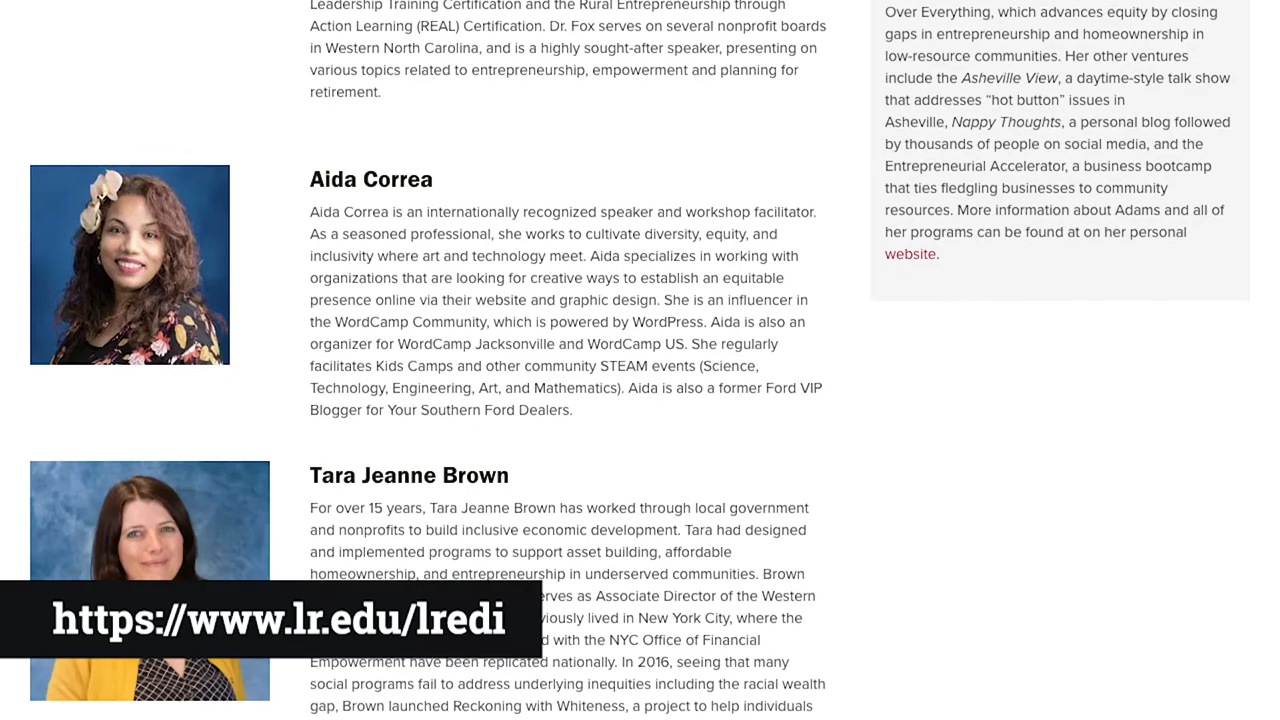 Leadership Training Certification and the Rural Entrepreneurship through
Action Learning (REAL) Certification. Dr. Fox serves on several nonprofit boards
in Western North Carolina, and is a highly sought-after speaker, presenting on
various topics related to entrepreneurship, empowerment and planning for
retirement.
Aida Correa
Aida Correa is an internationally recognized speaker and workshop facilitator.
As a seasoned professional, she works to cultivate diversity, equity, and
inclusivity where art and technology meet. Aida specializes in working with
organizations that are looking for creative ways to establish an equitable
presence online via their website and graphic design. She is an influencer in
the WordCamp Community, which is powered by WordPress. Aida is also an
organizer for WordCamp Jacksonville and WordCamp US. She regularly
facilitates Kids Camps and other community STEAM events (Science,
Technology, Engineering, Art, and Mathematics). Aida is also a former Ford VIP
Blogger for Your Southern Ford Dealers.
Tara Jeanne Brown
For over 15 years, Tara Jeanne Brown has worked through local government
and nonprofits to build inclusive economic development. Tara had designed
and implemented programs to support asset building, affordable
homeownership, and entrepreneurship in underserved communities. Brown
as Associate Director of the Western
lived in New York City, where the
with the NYC Office of Financial
Empowerment have been replicated nationally. In 2016, seeing that many
social programs fail to address underlying inequities including the racial wealth
gap, Brown launched Reckoning with Whiteness, a project to help individuals
https://www.lr.edu/lredi
Over Everything, which advances equity by closing
gaps in entrepreneurship and homeownership in
low-resource communities. Her other ventures
include the Asheville View, a daytime-style talk show
that addresses “hot button” issues in
Asheville, Nappy Thoughts, a personal blog followed
by thousands of people on social media, and the
Entrepreneurial Accelerator, a business bootcamp
that ties fledgling businesses to community
resources. More information about Adams and all of
her programs can be found at on her personal
website.